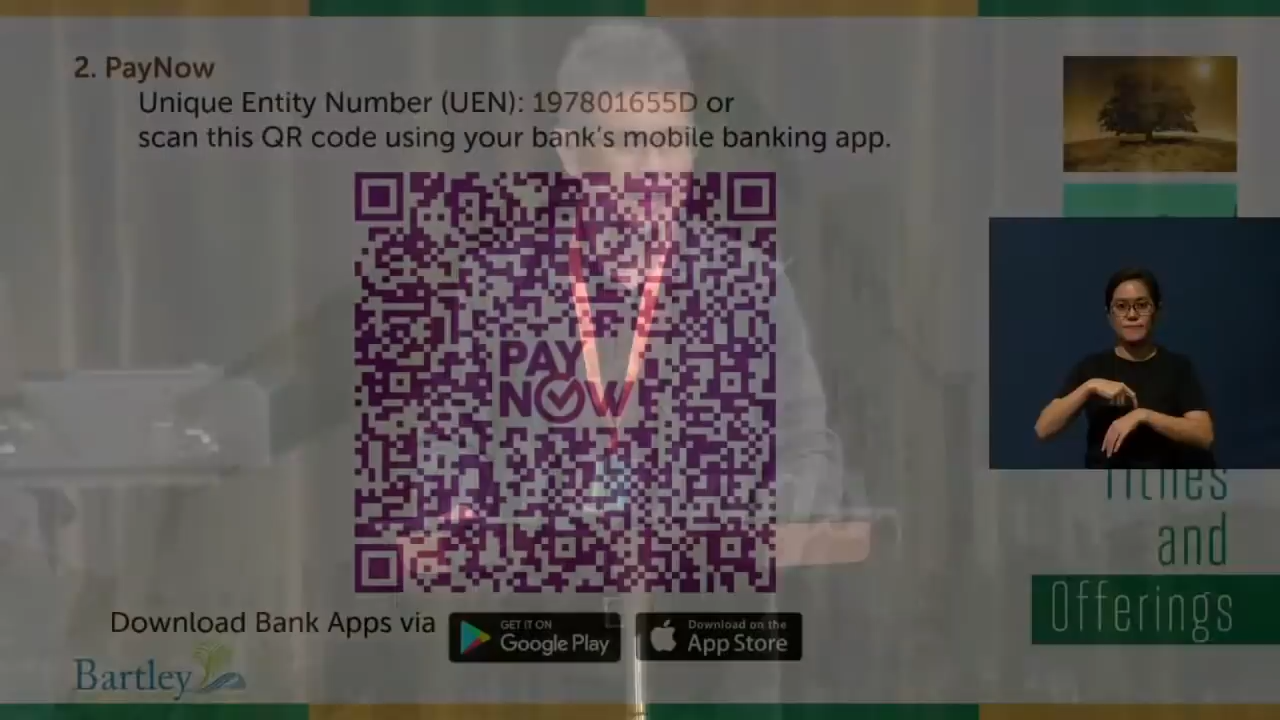 2. PayNow
Unique Entity Number (UEN): 197801655D or
scan this QR code using your bank's mobile banking app.
PAY
NOW
Tithes
and
Offerings
Download Bank Apps via
GET IT ON
Google Play
Download on the
App Store
Bartley